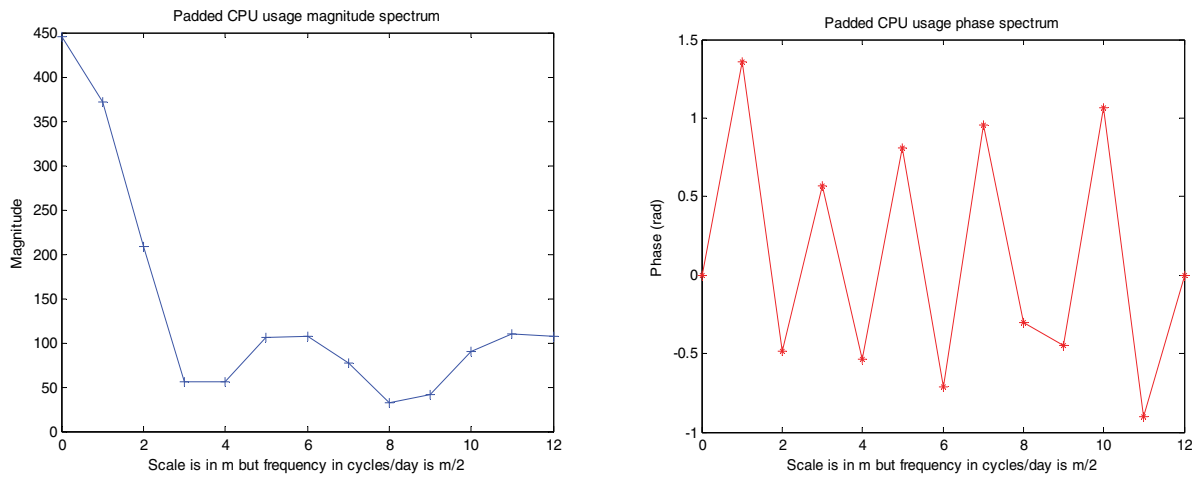 Padded CPU usage magnitude spectrum
450
400
350
300
250
200
150
100
50
0
Magnitude
0 2 4 6 8 10 12
Scale is in m but frequency in cycles/day is m/2
Padded CPU usage phase spectrum
1.5
1
0.5
0
-0.5
-1
Phase (rad)
0 2 4 6 8 10 12
Scale is in m but frequency in cycles/day is m/2